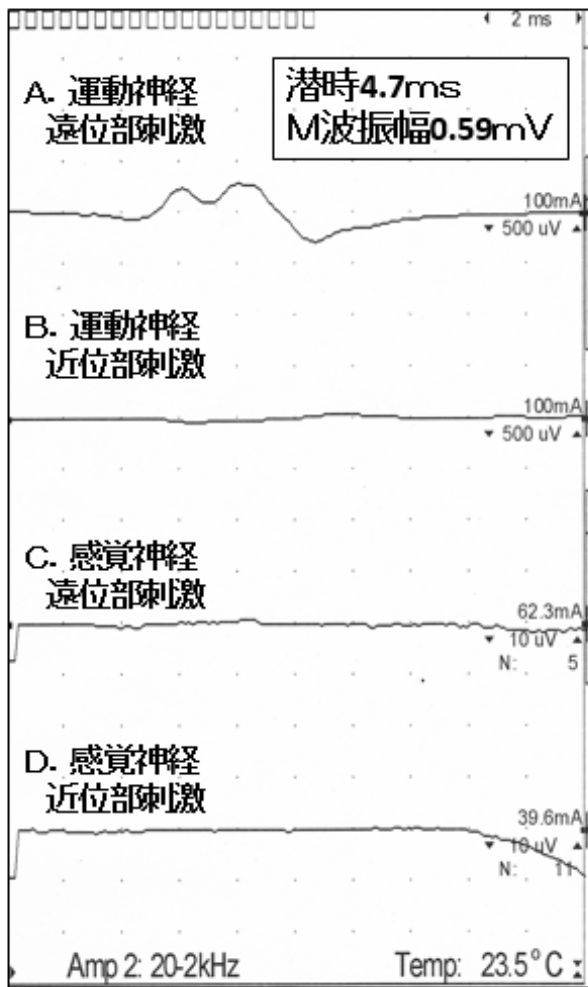 2 ms
A. 運動神経
遠位部刺激
潜時4.7ms
M波振幅0.59mV
100mA
500 uV
B. 運動神経
近位部刺激
100mA
500 uV
C. 感覚神経
遠位部刺激
62.3mA
10 uV
N: 5
D. 感覚神経
近位部刺激
39.6mA
10 uV
N: 11
Amp 2: 20-2kHz Temp: 23.5°C